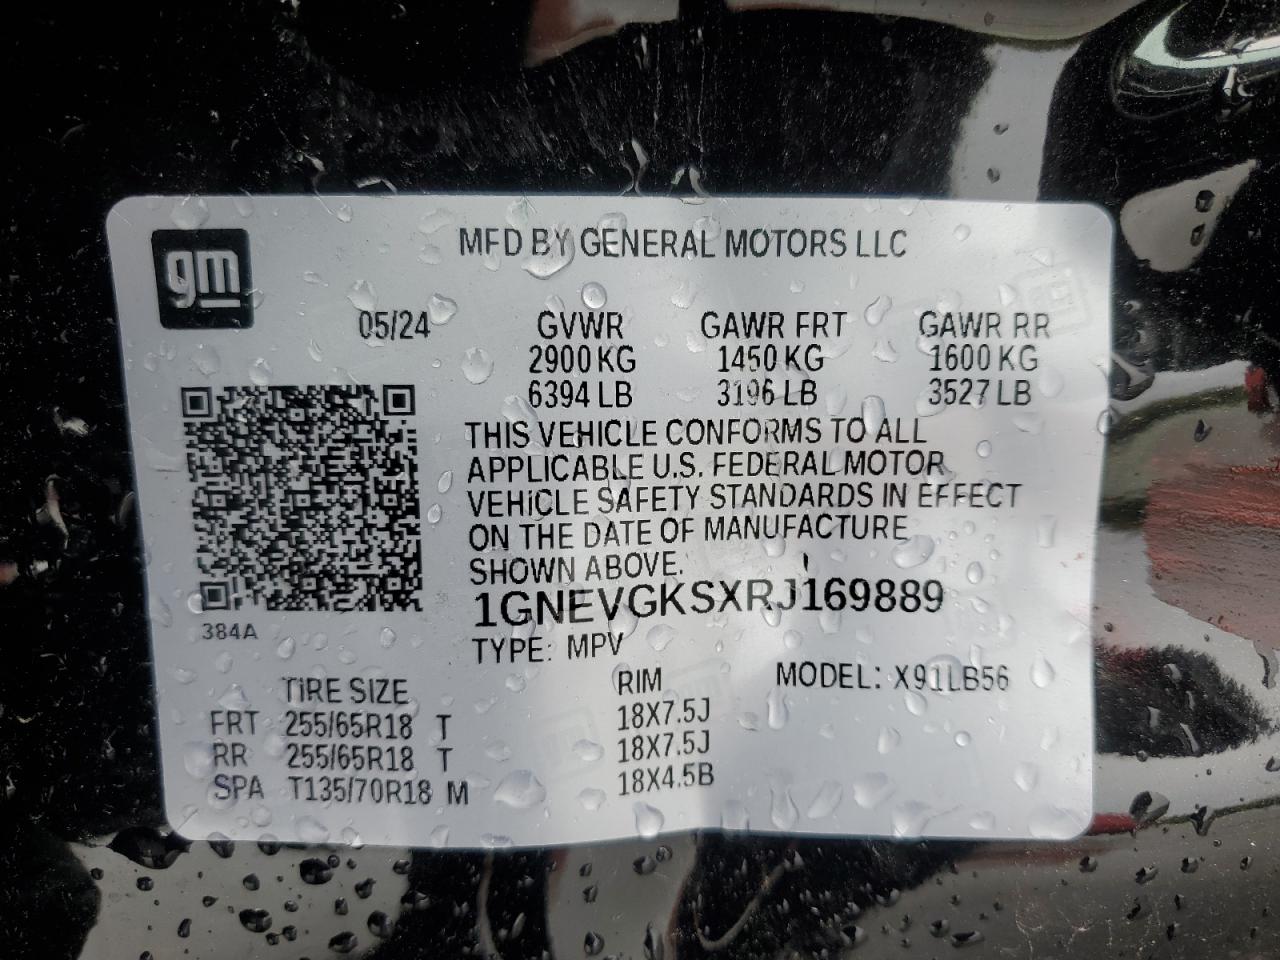 gm
MFD BY GENERAL MOTORS LLC
05/24
GVWR GAWR FRT GAWR RR
2900 KG 1450 KG 1600 KG
6394 LB 3196 LB 3527 LB
THIS VEHICLE CONFORMS TO ALL
APPLICABLE U.S. FEDERAL MOTOR
VEHICLE SAFETY STANDARDS IN EFFECT
ON THE DATE OF MANUFACTURE
SHOWN ABOVE.
1GNEVGKSXRJ169889
384A
TYPE: MPV
MODEL: X91LB56
TIRE SIZE RIM
FRT 255/65R18 T 18X7.5J
RR 255/65R18 T 18X7.5J
SPA T135/70R18 M 18X4.5B